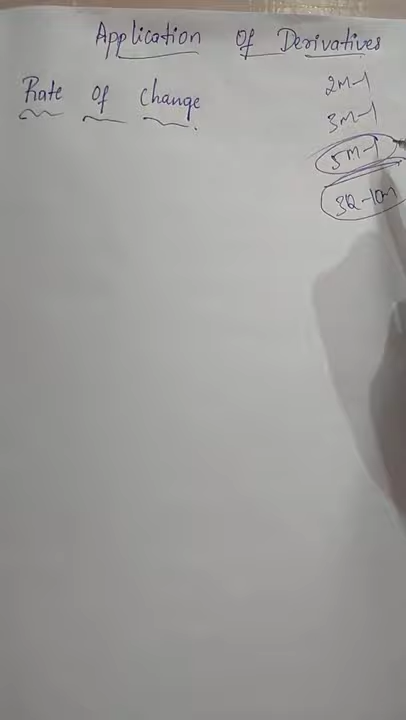 Application Of Derivatives
Rate of change
2M-1
3M-1
5M-1
3Q-10M